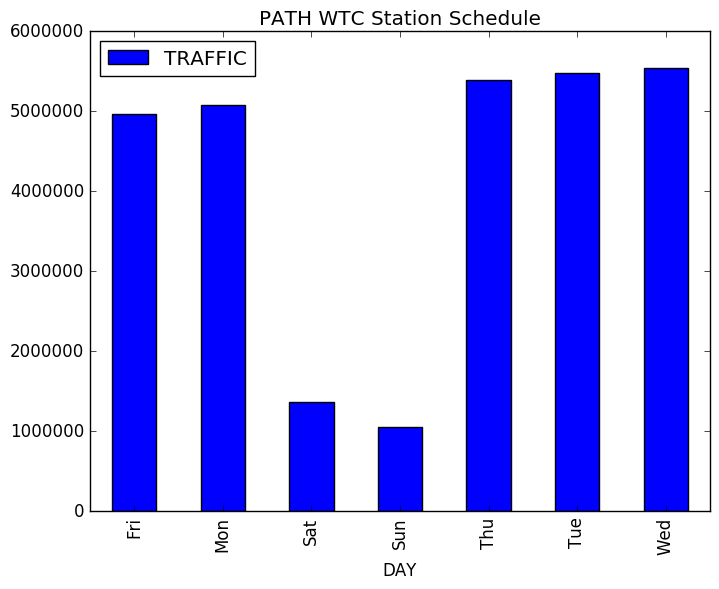 PATH WTC Station Schedule
TRAFFIC
6000000
5000000
4000000
3000000
2000000
1000000
0
Fri
Mon
Sat
Sun
Thu
Tue
Wed
DAY